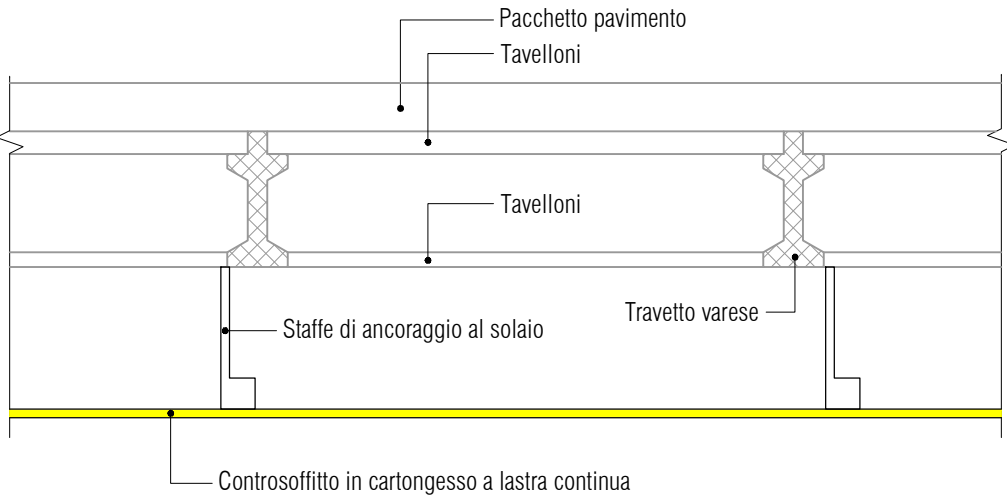 Pacchetto pavimento
Tavelloni
Tavelloni
Travetto varese
Staffe di ancoraggio al solaio
Controsoffitto in cartongesso a lastra continua